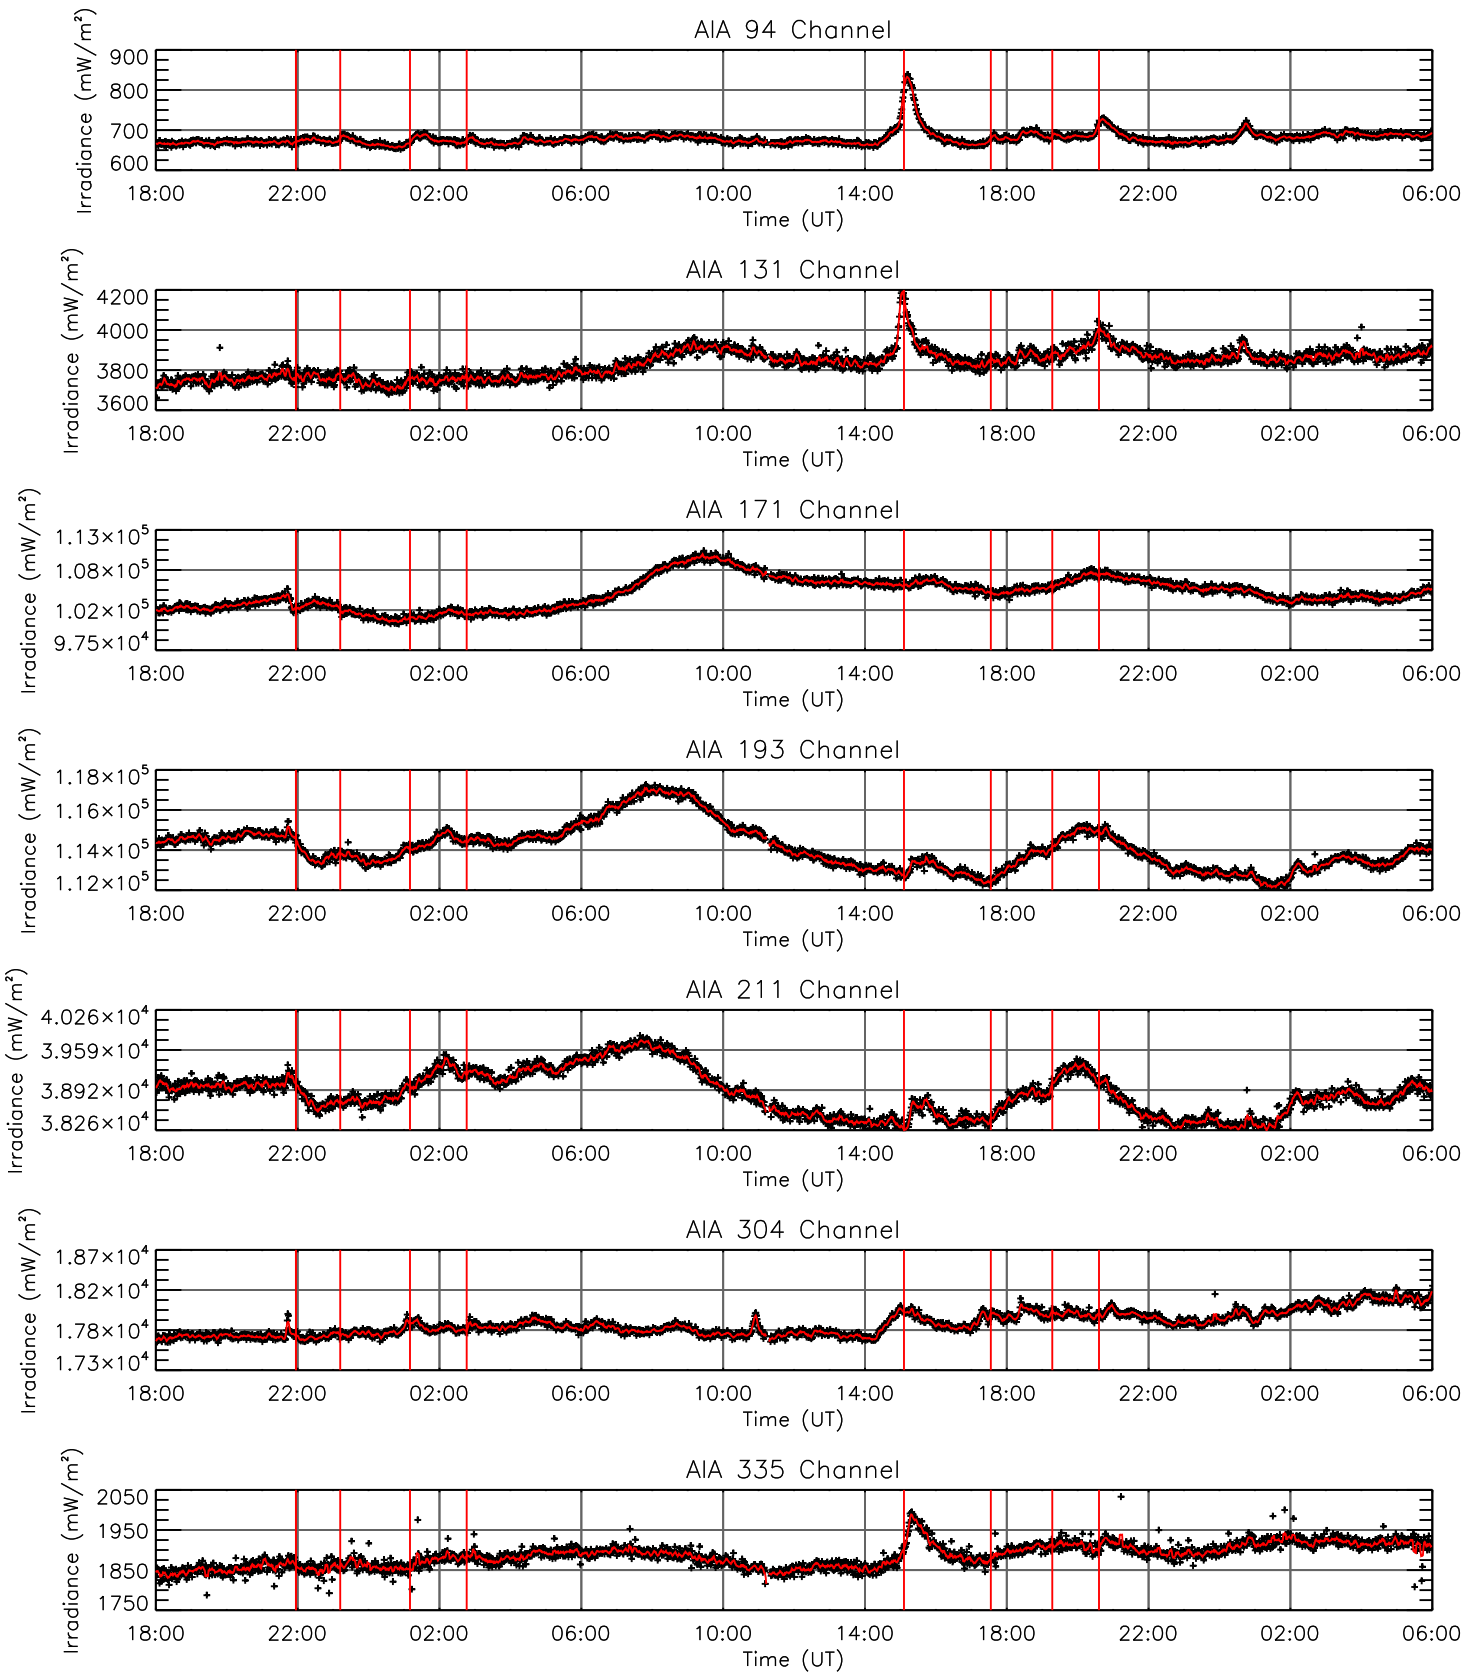 AIA 94 Channel
Irradiance (mW/m²)
900
800
700
600
18:00 22:00 02:00 06:00 10:00 14:00 18:00 22:00 02:00 06:00
Time (UT)
AIA 131 Channel
Irradiance (mW/m²)
4200
4000
3800
3600
18:00 22:00 02:00 06:00 10:00 14:00 18:00 22:00 02:00 06:00
Time (UT)
AIA 171 Channel
Irradiance (mW/m²)
1.13×10⁵
1.08×10⁵
1.02×10⁵
9.75×10⁴
18:00 22:00 02:00 06:00 10:00 14:00 18:00 22:00 02:00 06:00
Time (UT)
AIA 193 Channel
Irradiance (mW/m²)
1.18×10⁵
1.16×10⁵
1.14×10⁵
1.12×10⁵
18:00 22:00 02:00 06:00 10:00 14:00 18:00 22:00 02:00 06:00
Time (UT)
AIA 211 Channel
Irradiance (mW/m²)
4.026×10⁴
3.959×10⁴
3.892×10⁴
3.826×10⁴
18:00 22:00 02:00 06:00 10:00 14:00 18:00 22:00 02:00 06:00
Time (UT)
AIA 304 Channel
Irradiance (mW/m²)
1.87×10⁴
1.82×10⁴
1.78×10⁴
1.73×10⁴
18:00 22:00 02:00 06:00 10:00 14:00 18:00 22:00 02:00 06:00
Time (UT)
AIA 335 Channel
Irradiance (mW/m²)
2050
1950
1850
1750
18:00 22:00 02:00 06:00 10:00 14:00 18:00 22:00 02:00 06:00
Time (UT)